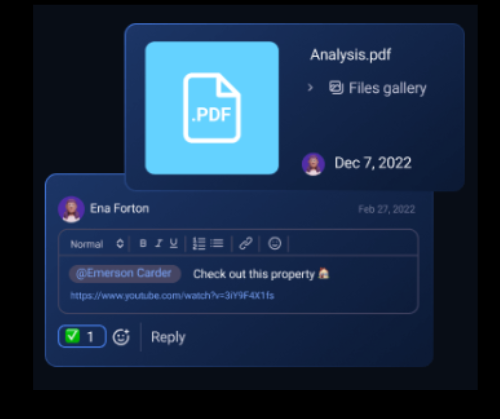 Analysis.pdf
.PDF
Files gallery
Dec 7, 2022
Ena Forton
Feb 27, 2022
Normal B I U
@Emerson Carder Check out this property 🏠
https://www.youtube.com/watch?v=3iY9F4X1fs
✅ 1 Reply